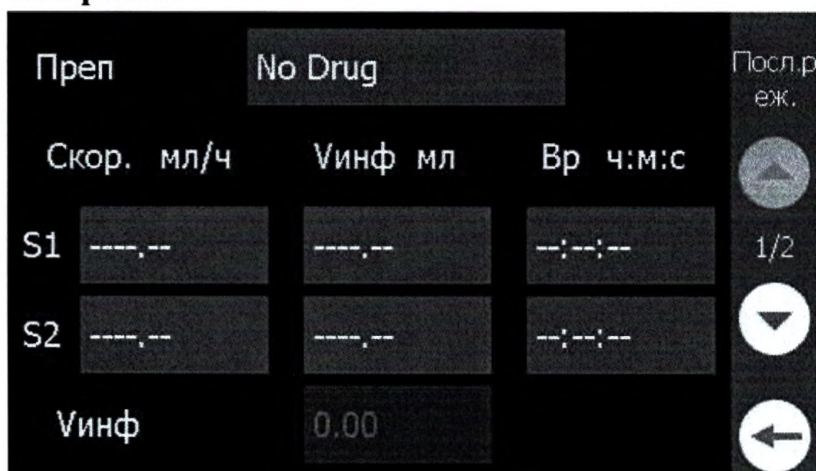 Преп No Drug
Посл.р
еж.
Скор. мл/ч Vинф мл Вр ч:м:с
S1 ----.-- ----.-- --:--:--
1/2
S2 ----.-- ----.-- --:--:--
Vинф 0.00